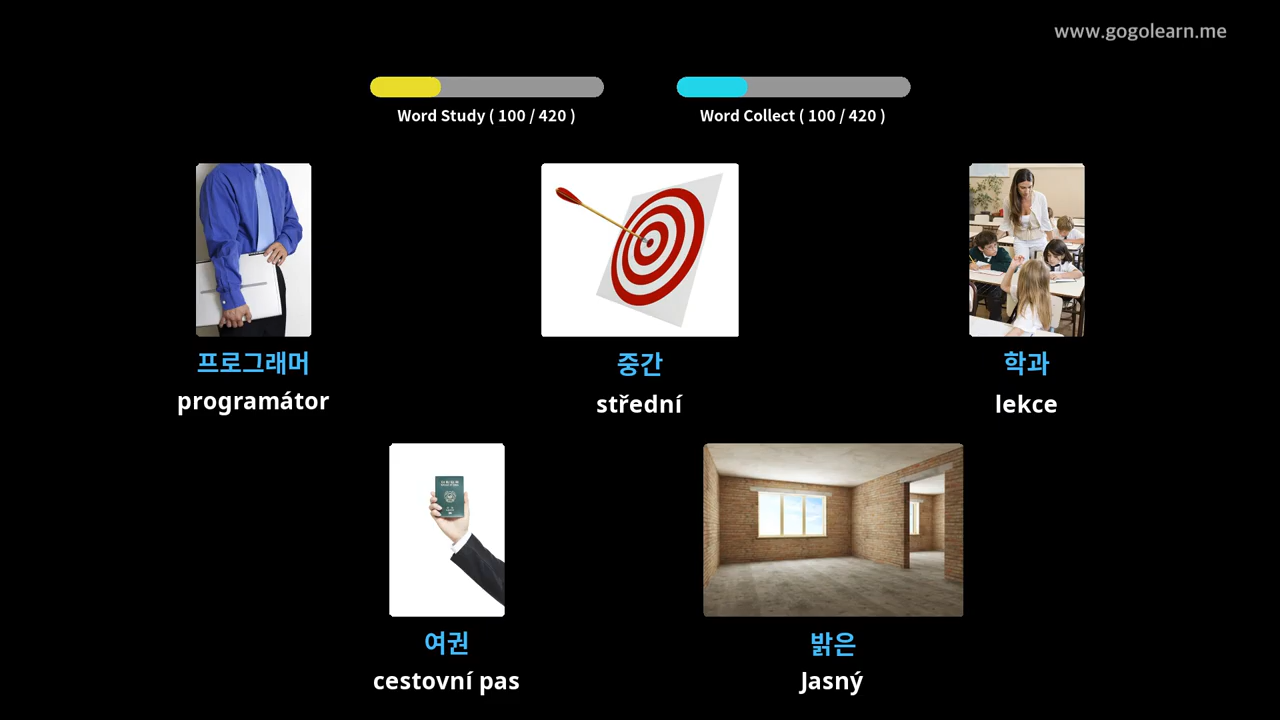 www.gogolearn.me
Word Study ( 100 / 420 )
Word Collect ( 100 / 420 )
프로그래머
programátor
중간
střední
학과
lekce
여권
cestovní pas
밝은
Jasný